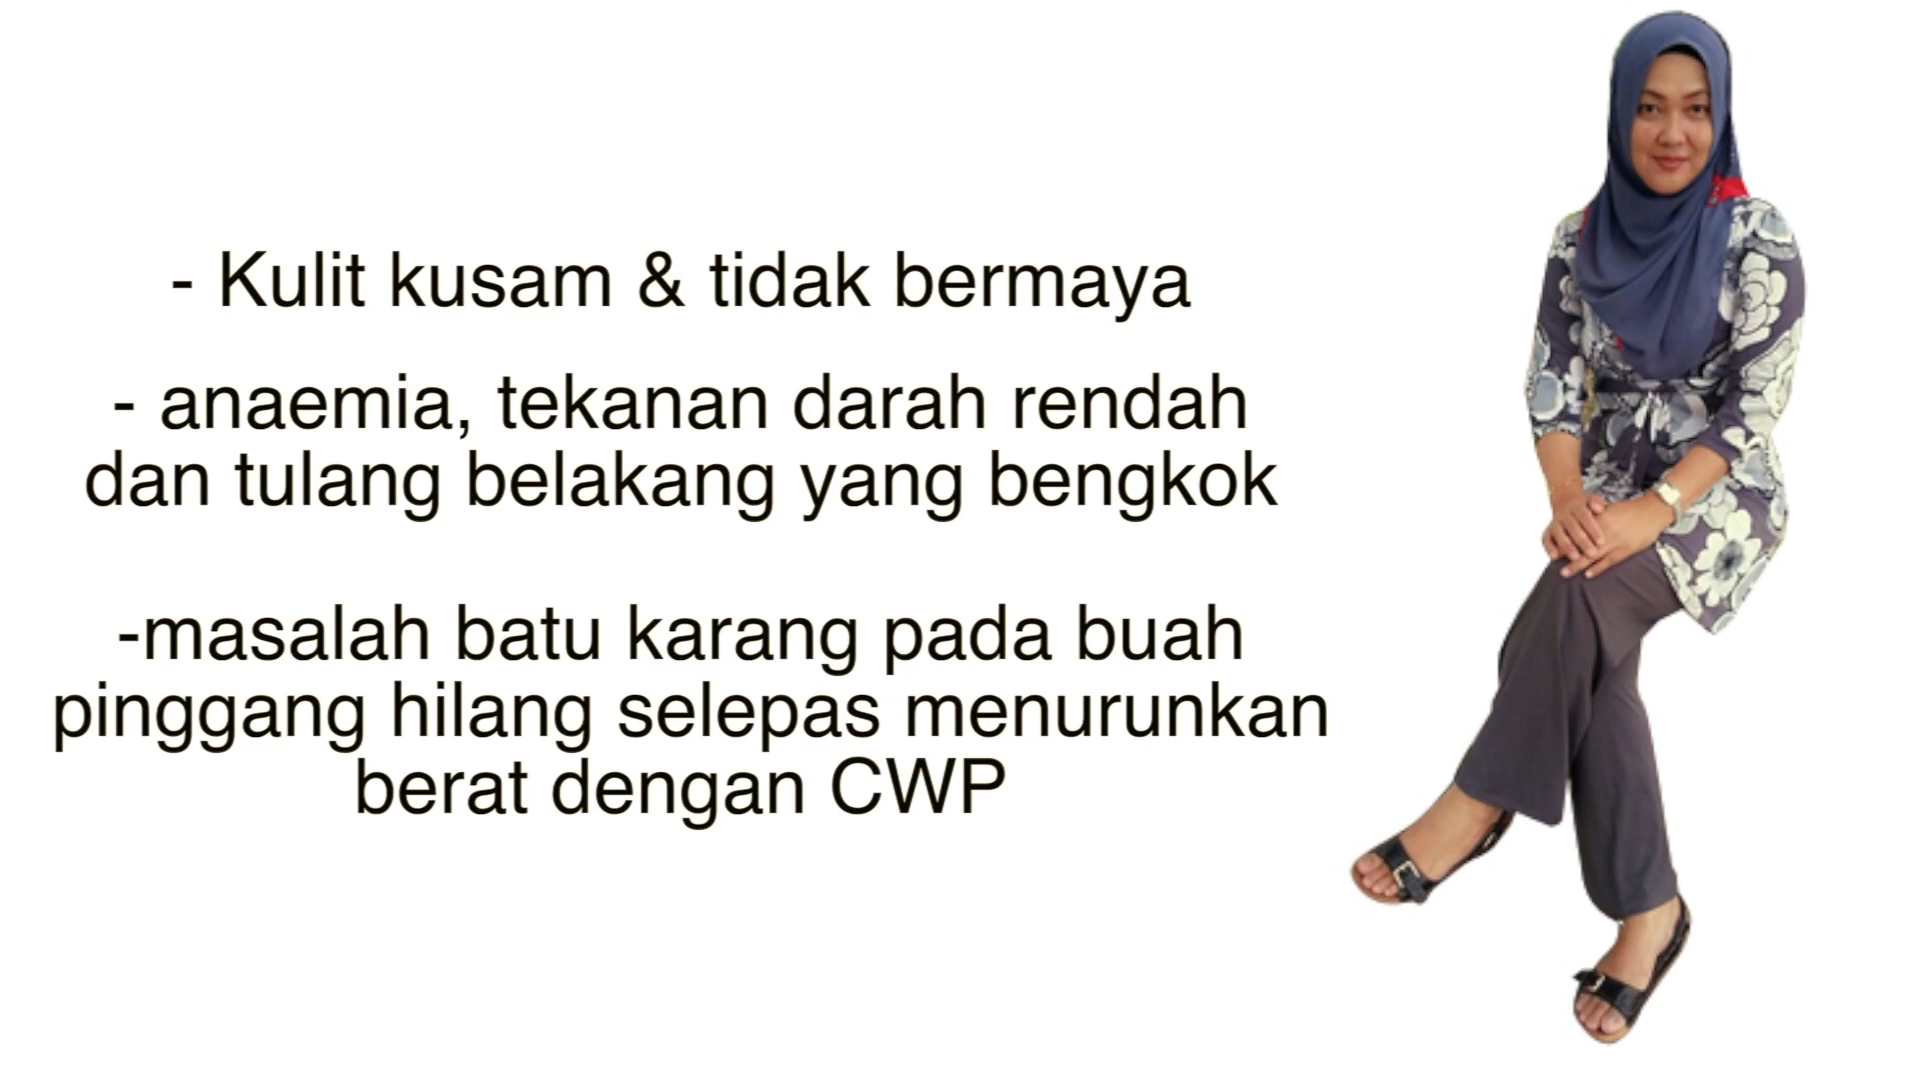 - Kulit kusam & tidak bermaya
- anaemia, tekanan darah rendah
dan tulang belakang yang bengkok
-masalah batu karang pada buah
pinggang hilang selepas menurunkan
berat dengan CWP